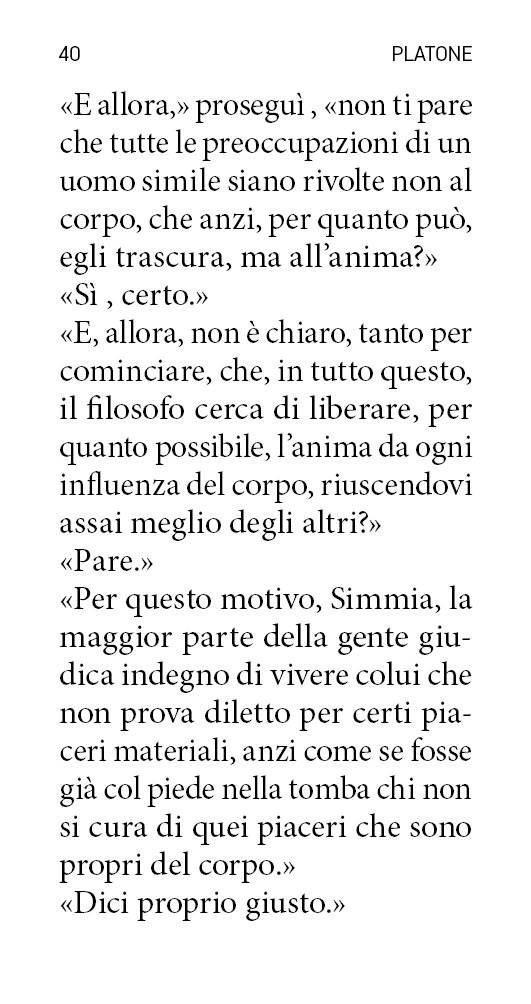 40 PLATONE
«E allora,» proseguì , «non ti pare
che tutte le preoccupazioni di un
uomo simile siano rivolte non al
corpo, che anzi, per quanto può,
egli trascura, ma all’anima?»
«Sì , certo.»
«E, allora, non è chiaro, tanto per
cominciare, che, in tutto questo,
il filosofo cerca di liberare, per
quanto possibile, l’anima da ogni
influenza del corpo, riuscendovi
assai meglio degli altri?»
«Pare.»
«Per questo motivo, Simmia, la
maggior parte della gente giu-
dica indegno di vivere colui che
non prova diletto per certi pia-
ceri materiali, anzi come se fosse
già col piede nella tomba chi non
si cura di quei piaceri che sono
propri del corpo.»
«Dici proprio giusto.»